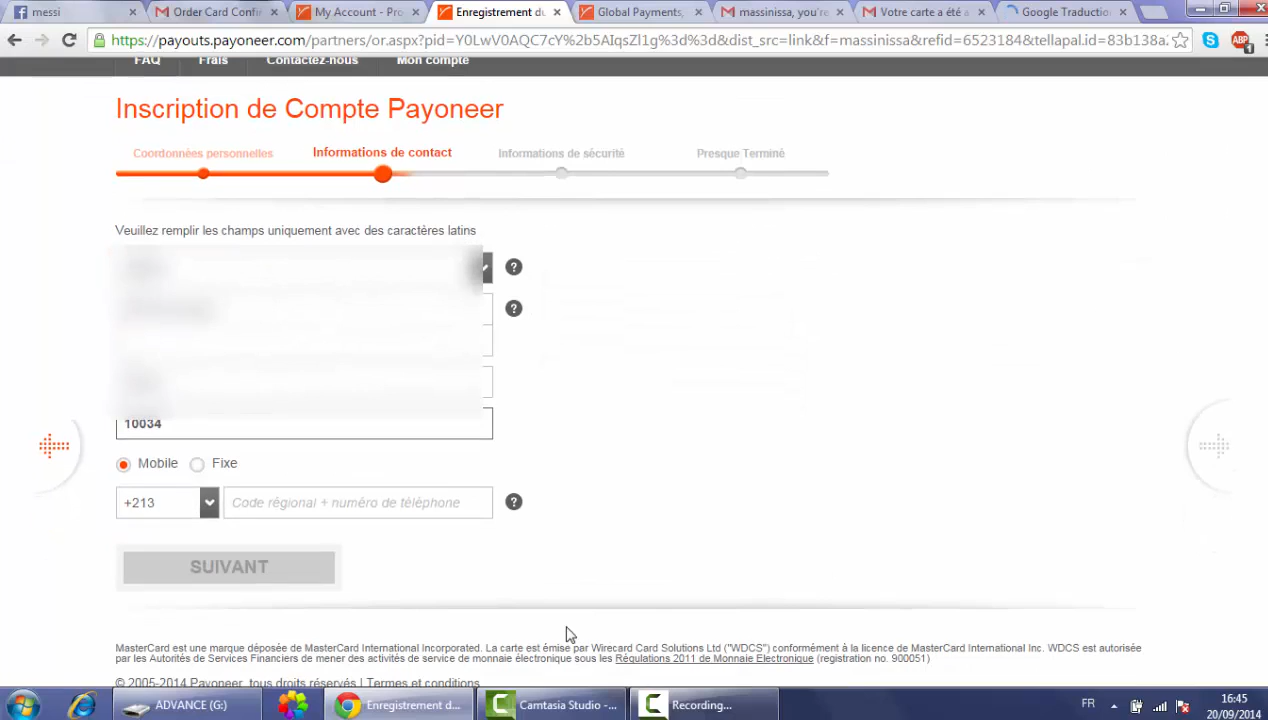 messi
Order Card Confi
My Account - Pro
Enregistrement du
Global Payments,
massinissa, you're
Votre carte a été a
Google Traduction
https://payouts.payoneer.com/partners/or.aspx?pid=Y0LwV0AQC7cY%2b5AIqsZl1g%3d%3d&dist_src=link&f=massinissa&refid=6523184&tellapal.id=83b138a
ABP
1
FAQ
Frais
Contactez-nous
Mon compte
Inscription de Compte Payoneer
Coordonnées personnelles
Informations de contact
Informations de sécurité
Presque Terminé
Veuillez remplir les champs uniquement avec des caractères latins
?
?
10034
Mobile
Fixe
+213
Code régional + numéro de téléphone
?
SUIVANT
MasterCard est une marque déposée de MasterCard International Incorporated. La carte est émise par Wirecard Card Solutions Ltd ("WDCS") conformément à la licence de MasterCard International Inc. WDCS est autorisée
par les Autorités de Services Financiers de mener des activités de service de monnaie électronique sous les Régulations 2011 de Monnaie Electronique (registration no. 900051)
© 2005-2014 Payoneer, tous droits réservés | Termes et conditions
ADVANCE (G:)
Enregistrement d...
Camtasia Studio -...
Recording...
FR
16:45
20/09/2014